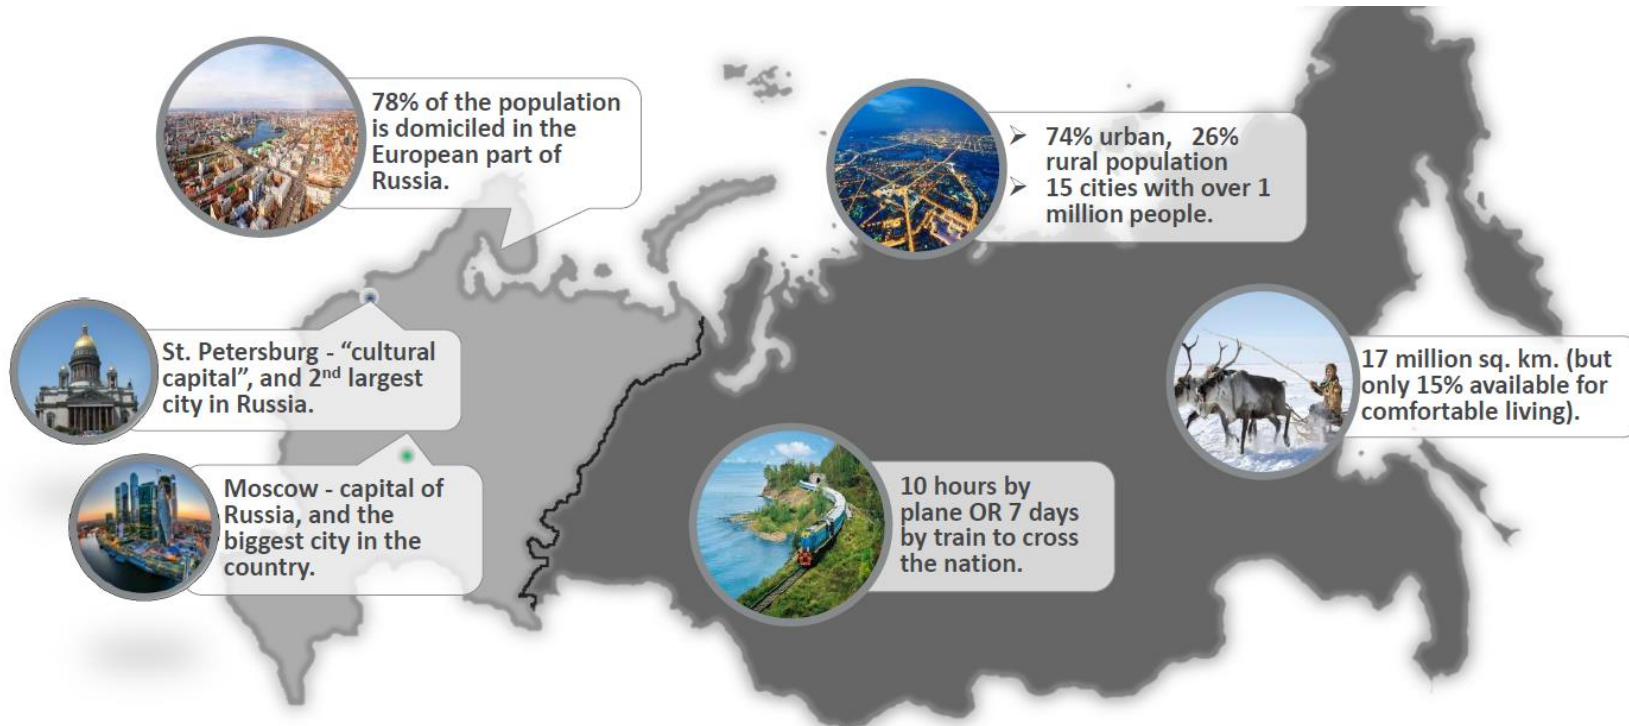 78% of the population
is domiciled in the
European part of
Russia.
➢ 74% urban, 26%
rural population
➢ 15 cities with over 1
million people.
St. Petersburg - “cultural
capital”, and 2nd largest
city in Russia.
17 million sq. km. (but
only 15% available for
comfortable living).
Moscow - capital of
Russia, and the
biggest city in the
country.
10 hours by
plane OR 7 days
by train to cross
the nation.